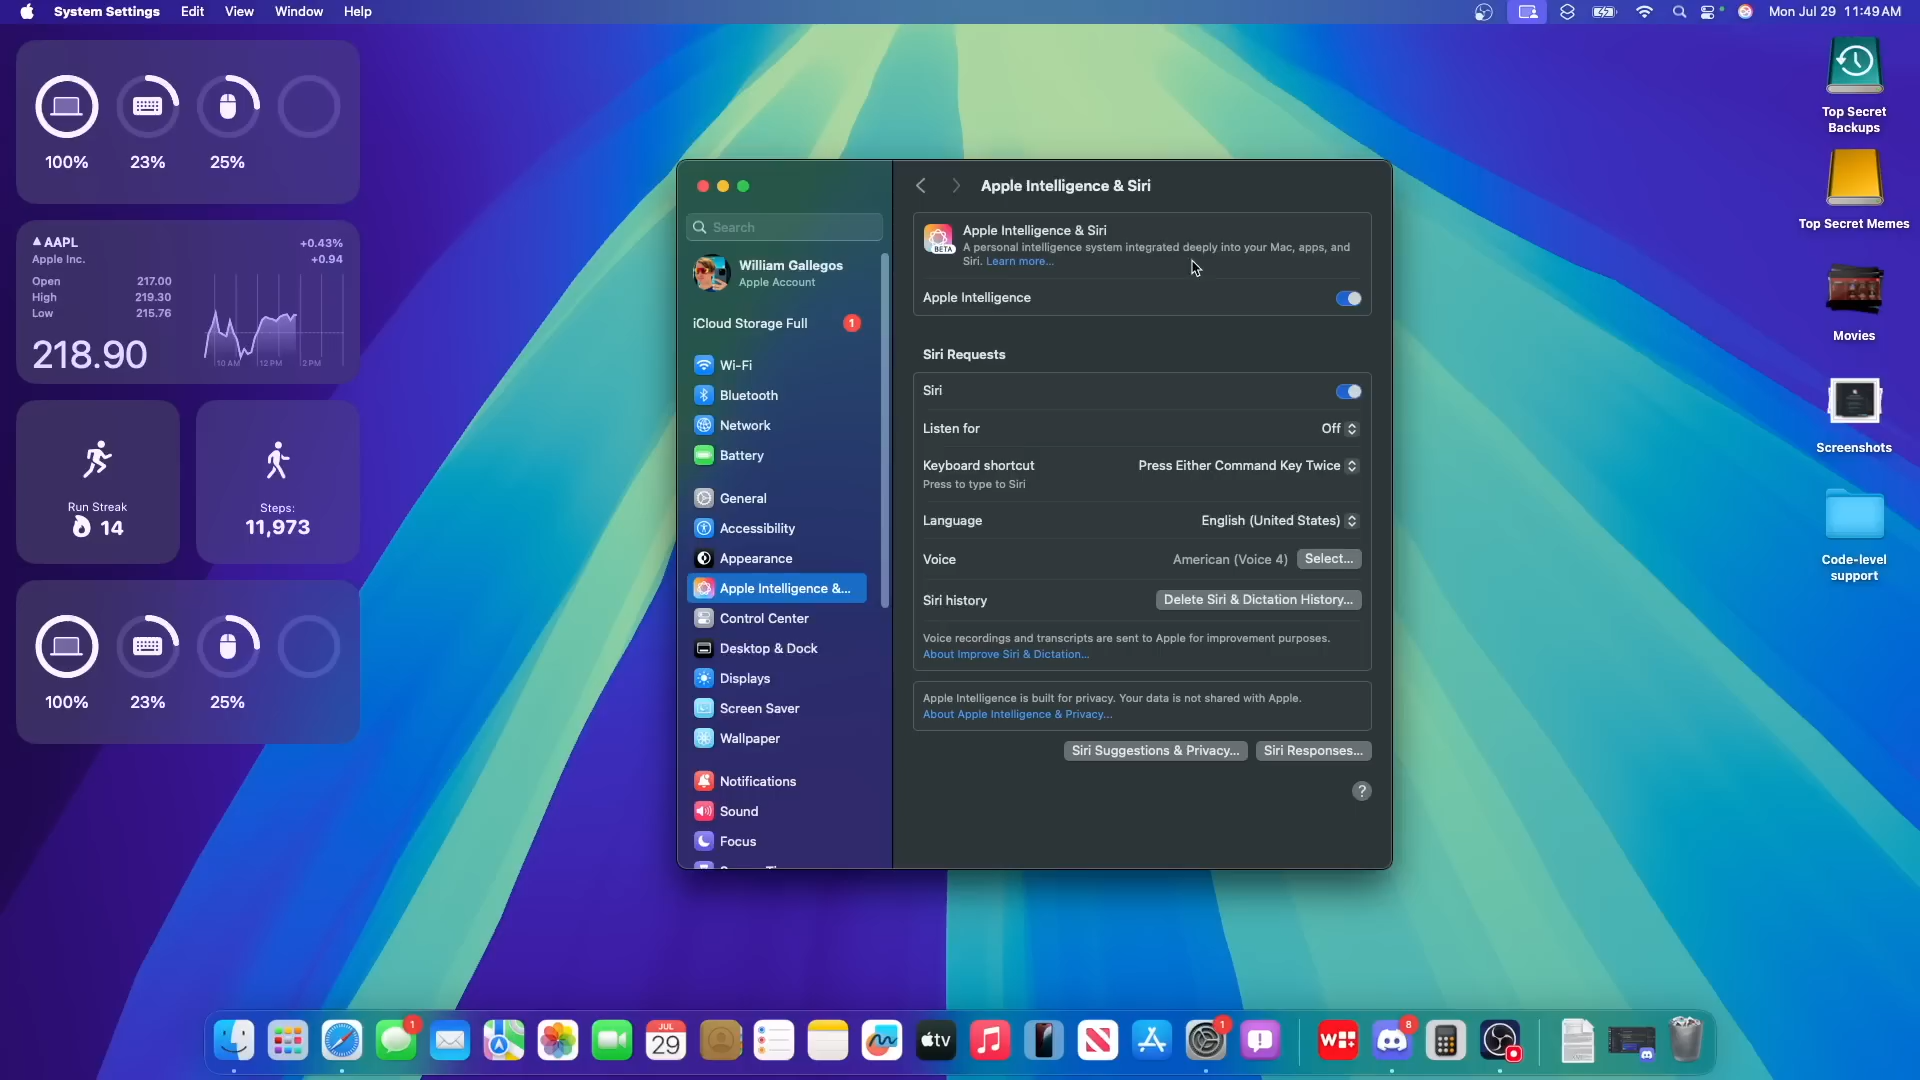 System Settings Edit View Window Help
Mon Jul 29 11:49 AM
100% 23% 25%
AAPL +0.43%
Apple Inc. +0.94
Open 217.00
High 219.30
Low 215.76
218.90
10 AM 12 PM 2 PM
Run Streak
14
Steps:
11,973
100% 23% 25%
Search
William Gallegos
Apple Account
iCloud Storage Full 1
Wi-Fi
Bluetooth
Network
Battery
General
Accessibility
Appearance
Apple Intelligence &...
Control Center
Desktop & Dock
Displays
Screen Saver
Wallpaper
Notifications
Sound
Focus
Apple Intelligence & Siri
BETA
Apple Intelligence & Siri
A personal intelligence system integrated deeply into your Mac, apps, and
Siri. Learn more...
Apple Intelligence
Siri Requests
Siri
Listen for Off
Keyboard shortcut Press Either Command Key Twice
Press to type to Siri
Language English (United States)
Voice American (Voice 4) Select...
Siri history Delete Siri & Dictation History...
Voice recordings and transcripts are sent to Apple for improvement purposes.
About Improve Siri & Dictation...
Apple Intelligence is built for privacy. Your data is not shared with Apple.
About Apple Intelligence & Privacy...
Siri Suggestions & Privacy... Siri Responses...
?
Top Secret
Backups
Top Secret Memes
Movies
Screenshots
Code-level
support
1
JUL
29
tv
1
8